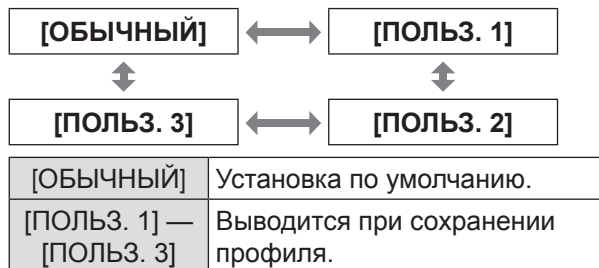 [ОБЫЧНЫЙ] [ПОЛЬЗ. 1]
[ПОЛЬЗ. 3] [ПОЛЬЗ. 2]
[ОБЫЧНЫЙ] Установка по умолчанию.
[ПОЛЬЗ. 1] — Выводится при сохранении
[ПОЛЬЗ. 3] профиля.